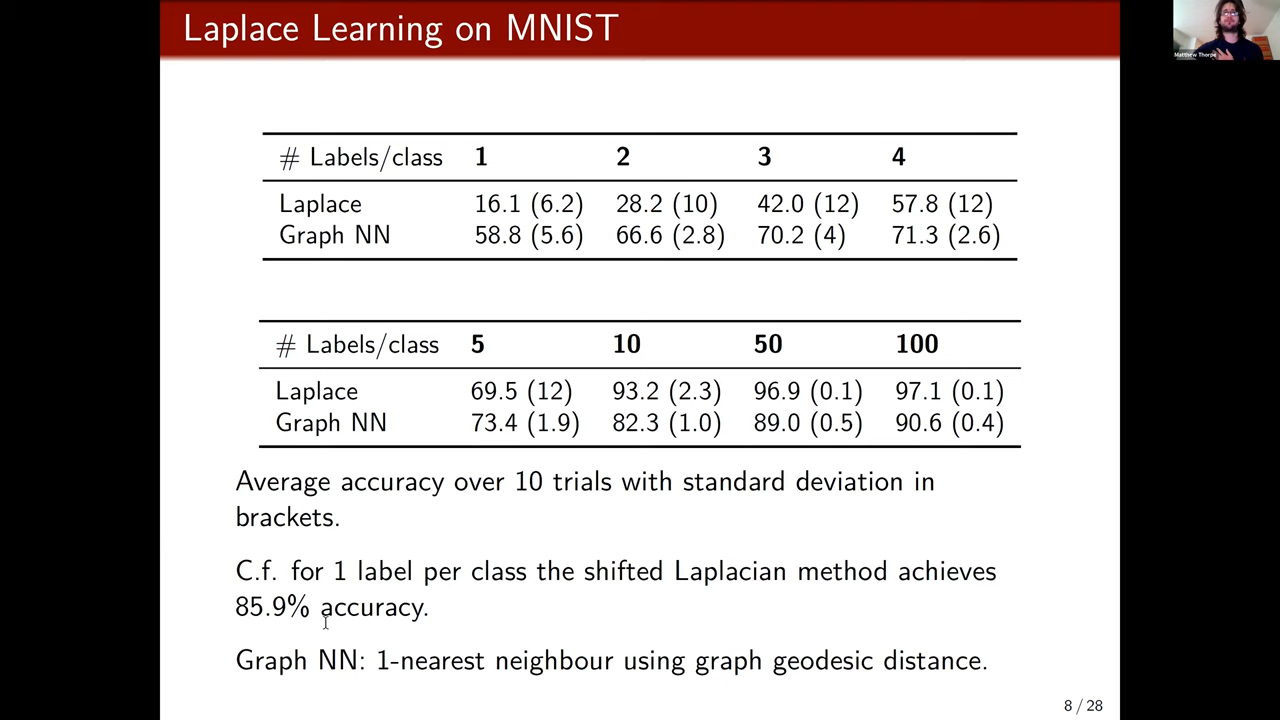 Laplace Learning on MNIST
Matthew Thorpe
# Labels/class 1 2 3 4
Laplace 16.1 (6.2) 28.2 (10) 42.0 (12) 57.8 (12)
Graph NN 58.8 (5.6) 66.6 (2.8) 70.2 (4) 71.3 (2.6)
# Labels/class 5 10 50 100
Laplace 69.5 (12) 93.2 (2.3) 96.9 (0.1) 97.1 (0.1)
Graph NN 73.4 (1.9) 82.3 (1.0) 89.0 (0.5) 90.6 (0.4)
Average accuracy over 10 trials with standard deviation in
brackets.
C.f. for 1 label per class the shifted Laplacian method achieves
85.9% accuracy.
Graph NN: 1-nearest neighbour using graph geodesic distance.
8 / 28